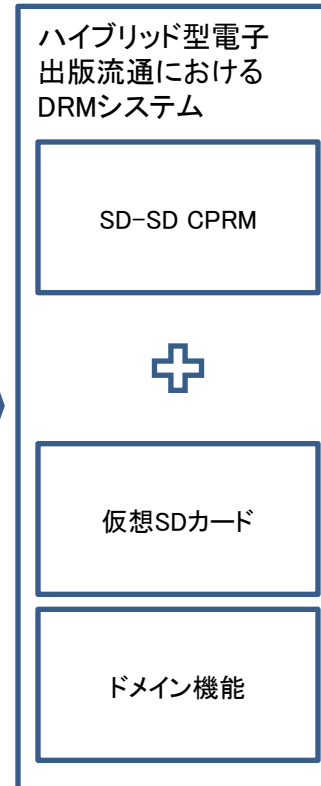 ハイブリッド型電子
出版流通における
DRMシステム
SD-SD CPRM
仮想SDカード
ドメイン機能